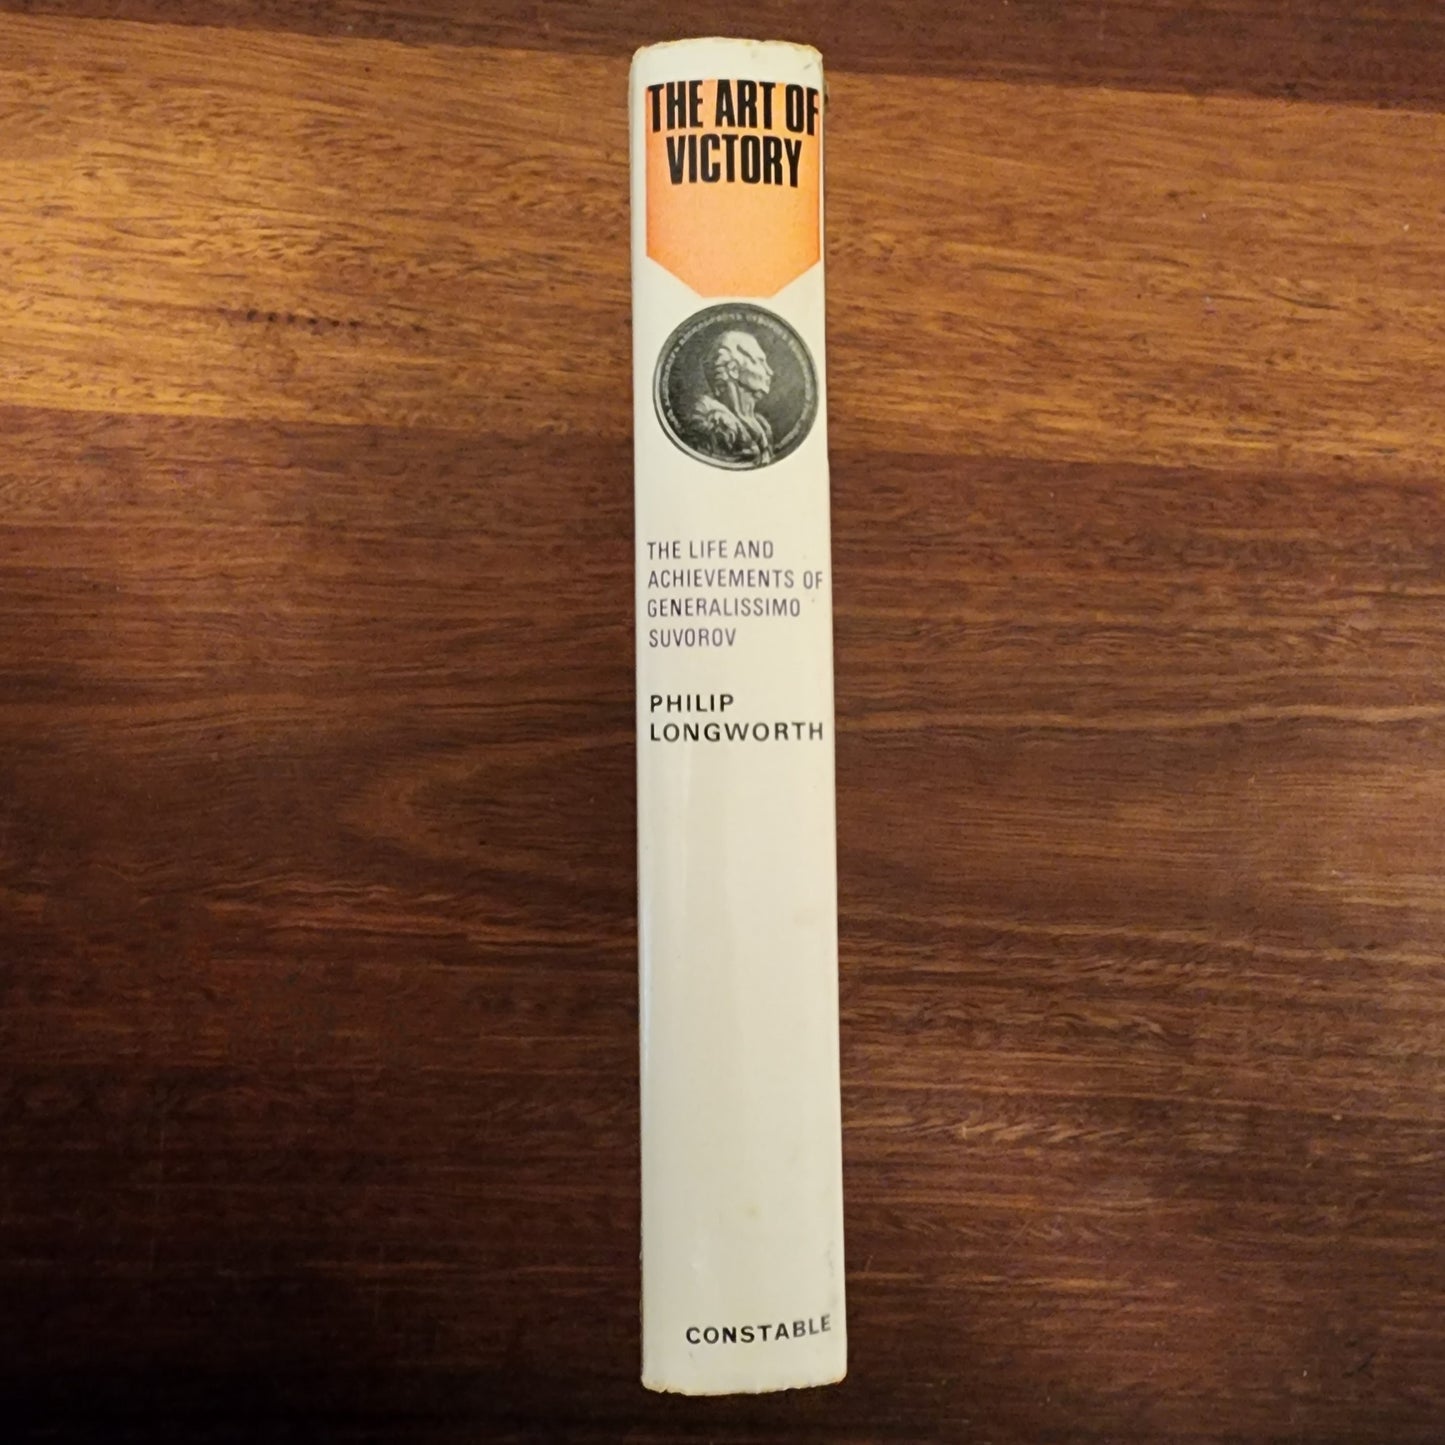 THE ART OF
VICTORY
THE LIFE AND
ACHIEVEMENTS OF
GENERALISSIMO
SUVOROV
PHILIP
LONGWORTH
CONSTABLE